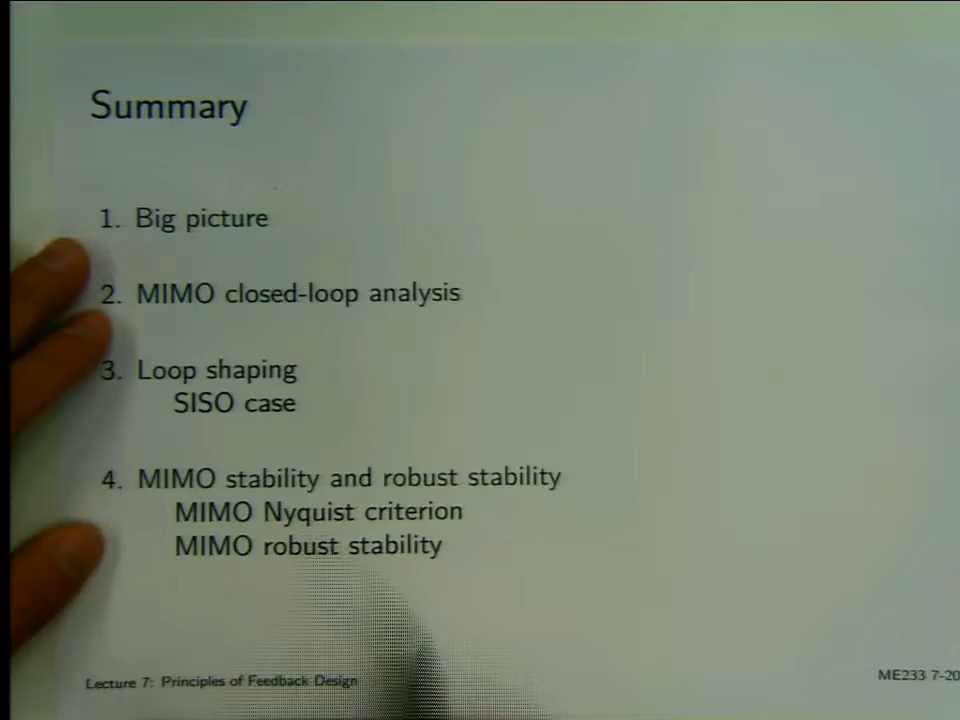 Summary
1. Big picture
2. MIMO closed-loop analysis
3. Loop shaping
SISO case
4. MIMO stability and robust stability
MIMO Nyquist criterion
MIMO robust stability
Lecture 7: Principles of Feedback Design
ME233 7-20